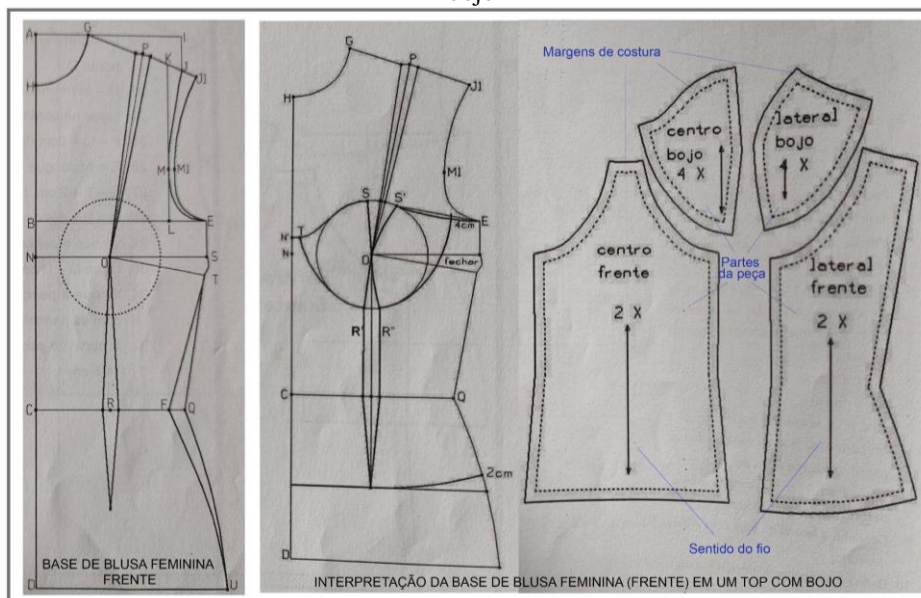 bojo
A
G
P
K
I
J
J1
H
M
M1
B
L
E
N
O
S
T
C
R
F
Q
D
U
BASE DE BLUSA FEMININA
FRENTE
G
P
J1
H
M1
S
S'
E
4cm
N'
T
N
O
fechar
R'
R"
C
Q
2cm
D
INTERPRETAÇÃO DA BASE DE BLUSA FEMININA (FRENTE) EM UM TOP COM BOJO
Margens de costura
centro
bojo
4 X
lateral
bojo
4 X
centro
frente
2 X
Partes
da peça
lateral
frente
2 X
Sentido do fio